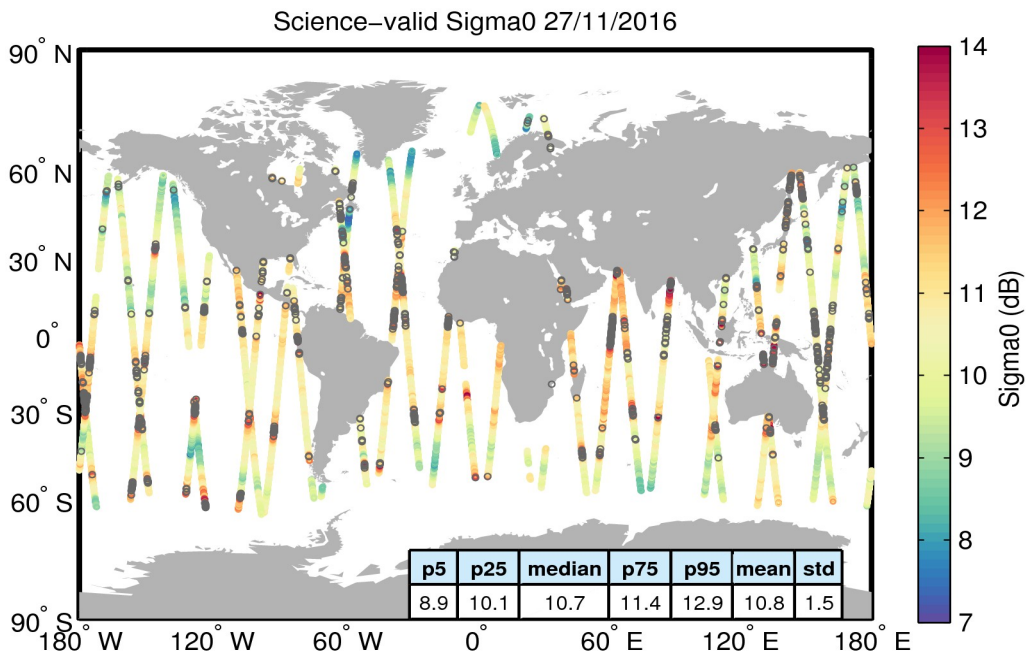 Science−valid Sigma0 27/11/2016
90° N
60° N
30° N
0°
30° S
60° S
90° S
180° W
120° W
60° W
0°
60° E
120° E
180° E
p5 p25 median p75 p95 mean std
8.9 10.1 10.7 11.4 12.9 10.8 1.5
14
13
12
11
10
9
8
7
Sigma0 (dB)